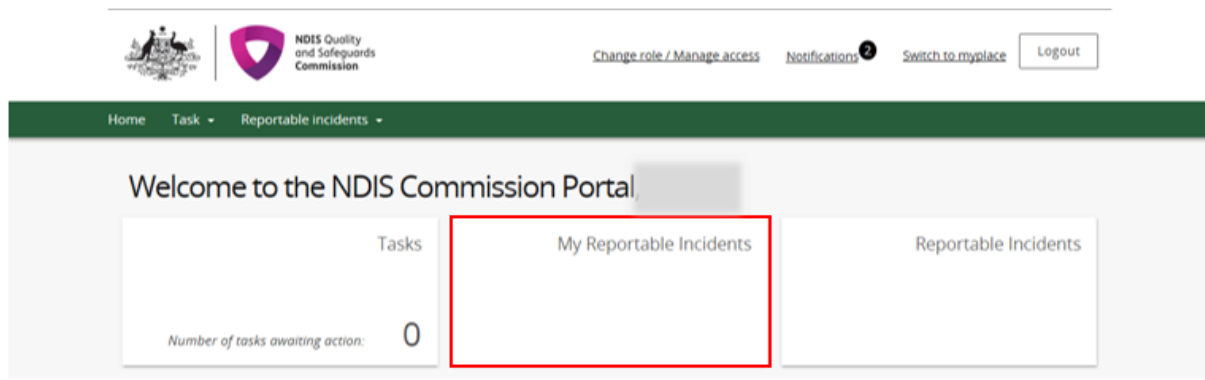 NDIS Quality
and Safeguards
Commission
Change role / Manage access Notifications 2 Switch to myplace Logout
Home Task Reportable incidents
Welcome to the NDIS Commission Portal,
Tasks
Number of tasks awaiting action: 0
My Reportable Incidents
Reportable Incidents